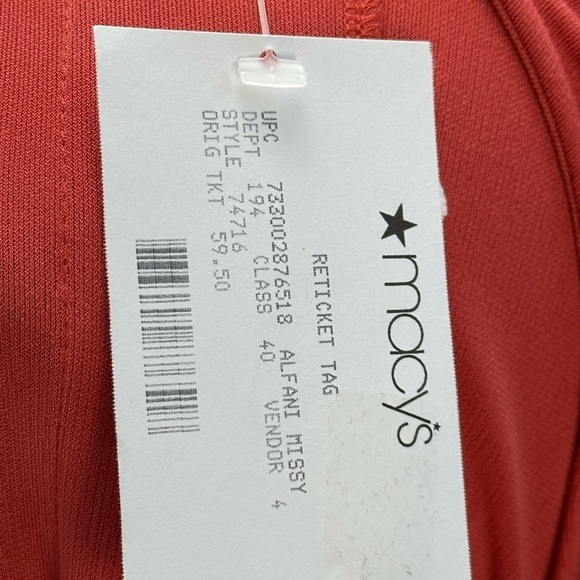 ★macy's
RETICKET TAG
UPC 733002876518 ALFANI MISSY
DEPT 194 CLASS 40 VENDOR 4
STYLE 74716
ORIG TKT 59.50